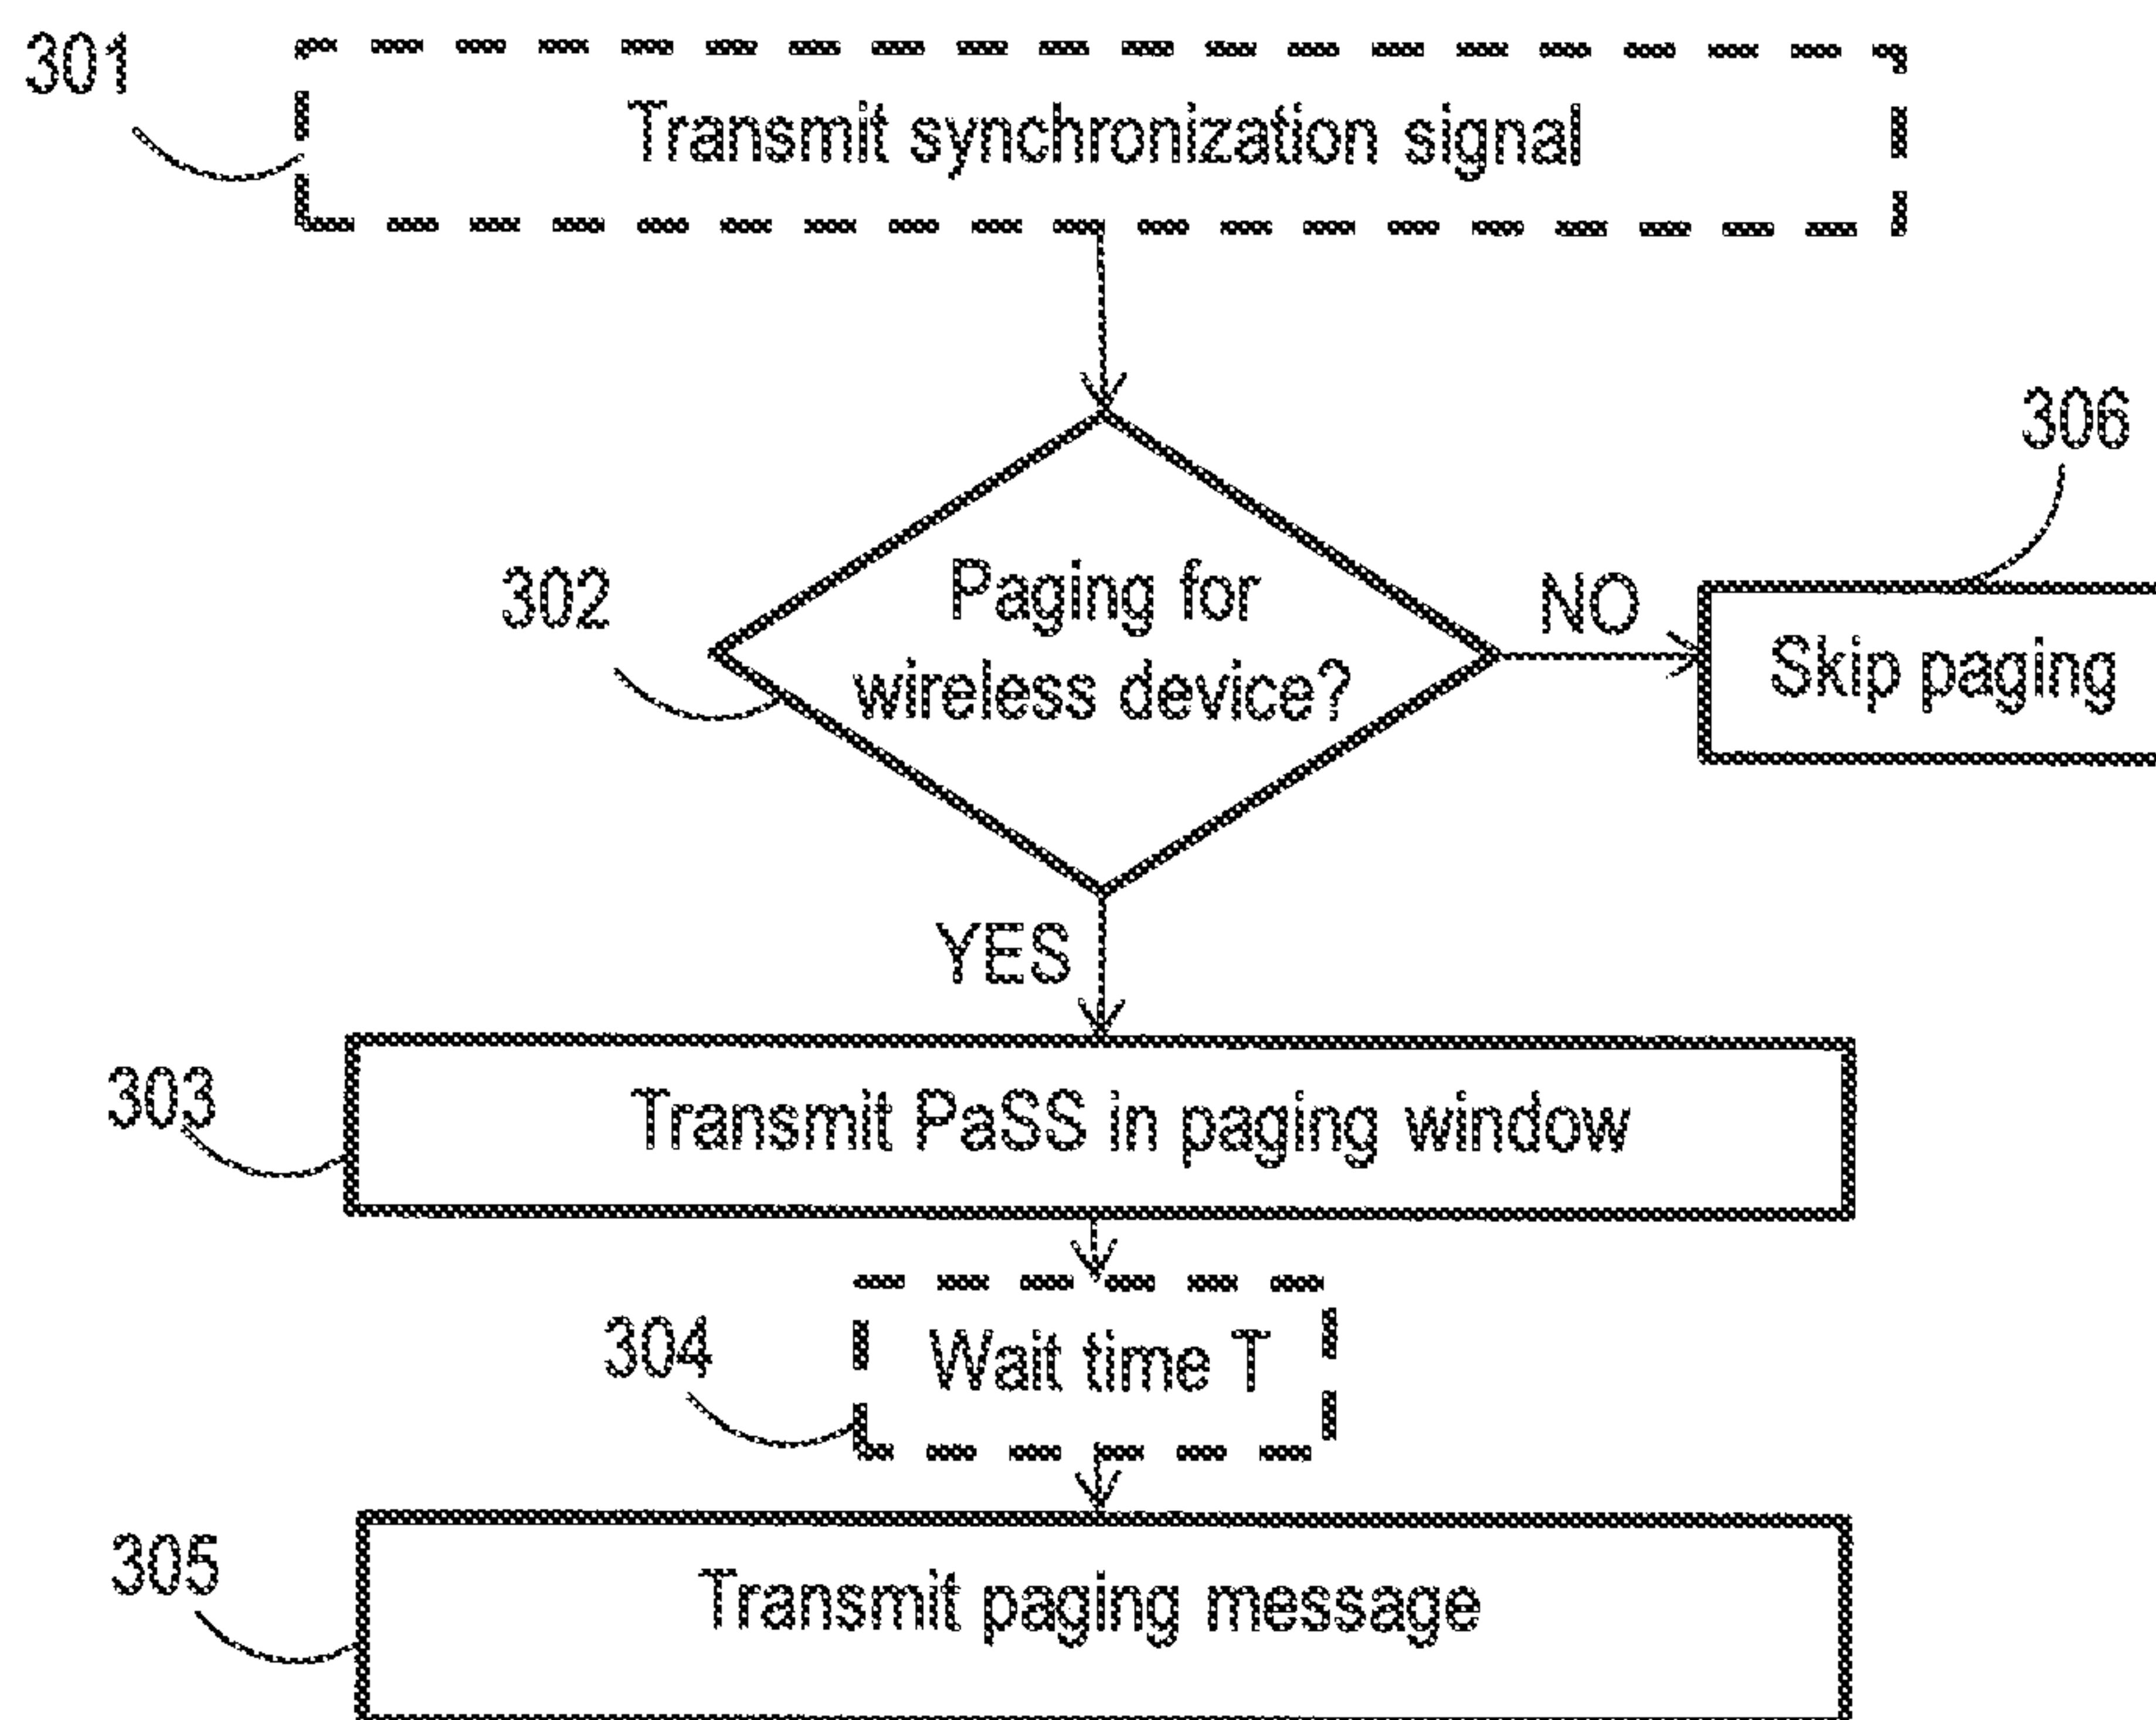 301
Transmit synchronization signal
306
302
Paging for
wireless device?
NO
Skip paging
YES
303
Transmit PaSS in paging window
304
Wait time T
305
Transmit paging message